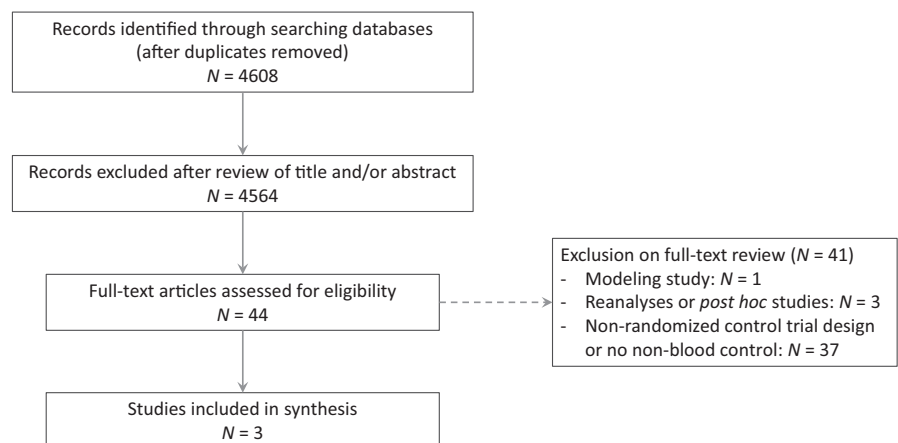 Records identified through searching databases
(after duplicates removed)
N = 4608
Records excluded after review of title and/or abstract
N = 4564
Full-text articles assessed for eligibility
N = 44
Exclusion on full-text review (N = 41)
- Modeling study: N = 1
- Reanalyses or post hoc studies: N = 3
- Non-randomized control trial design
or no non-blood control: N = 37
Studies included in synthesis
N = 3